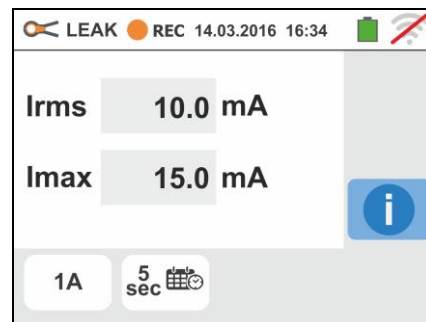 LEAK REC 14.03.2016 16:34
Irms 10.0 mA
Imax 15.0 mA
i
1A 5 sec